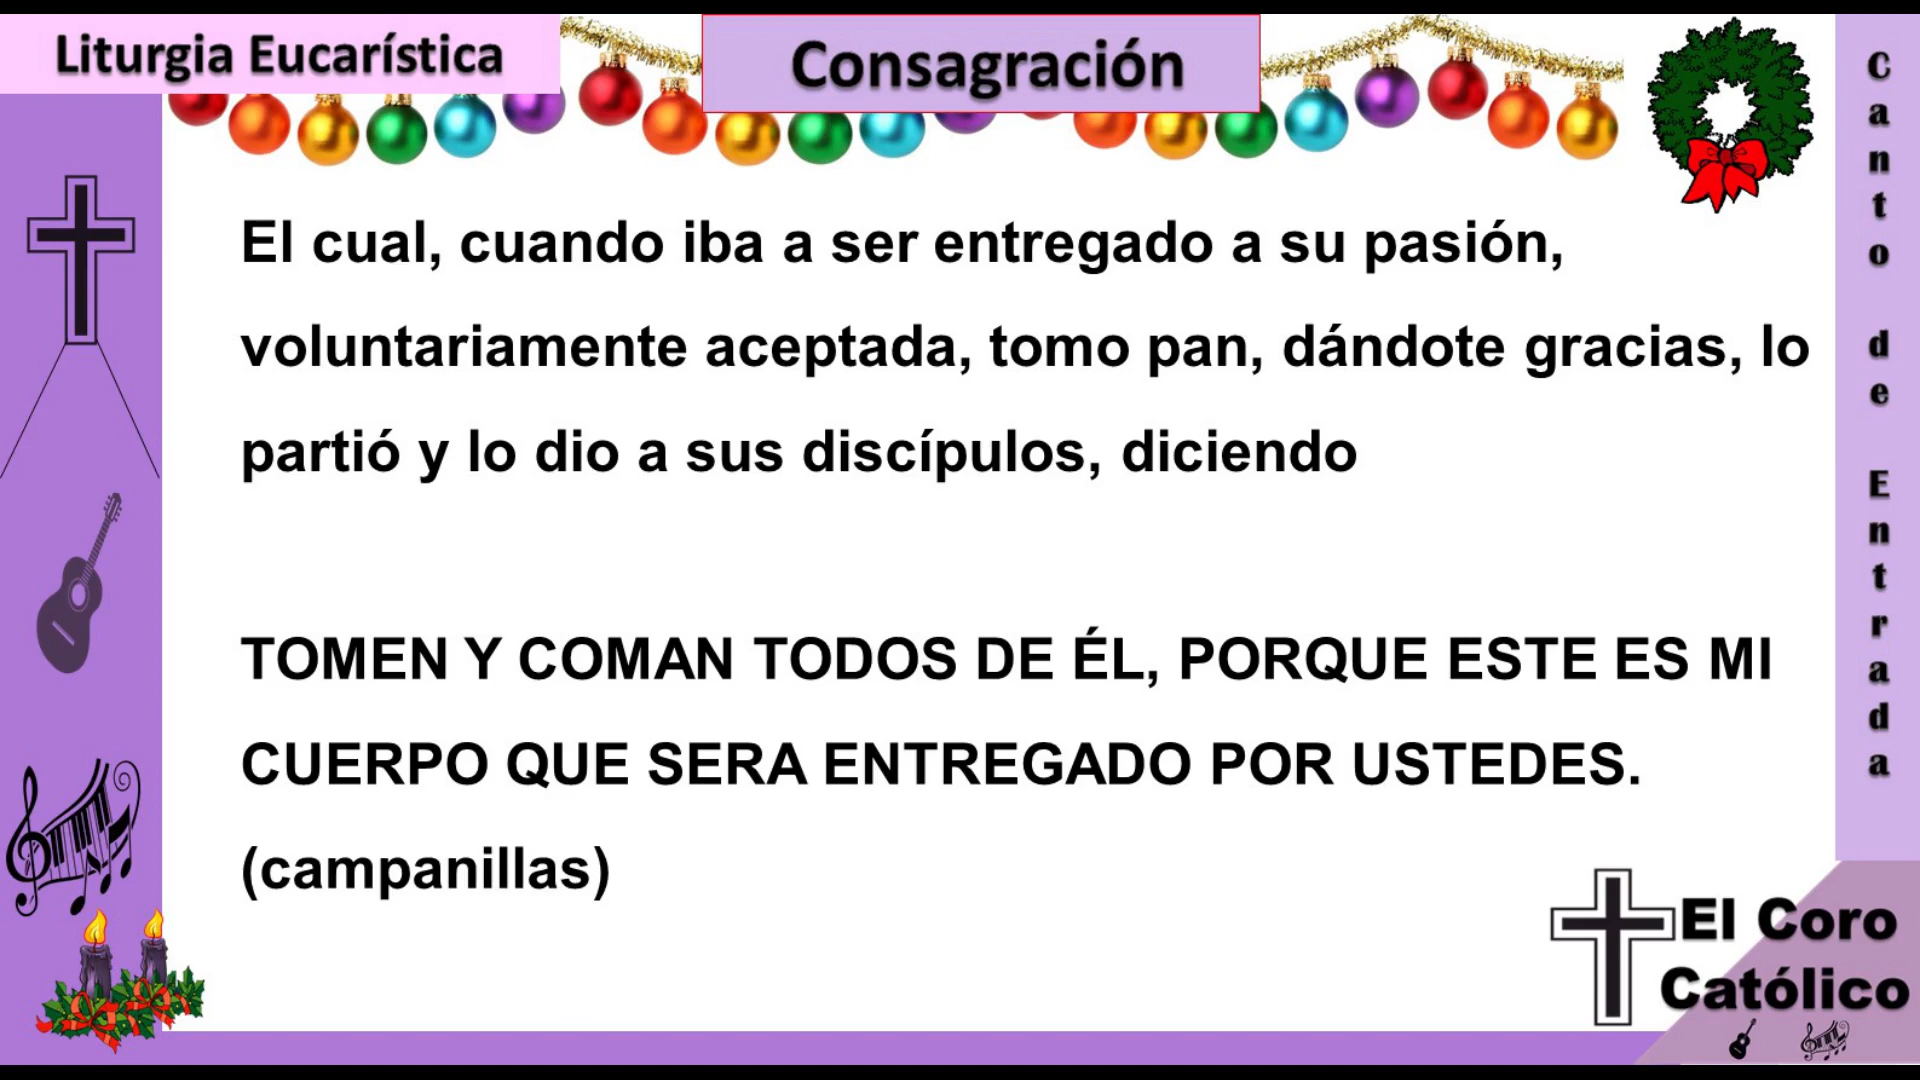 Liturgia Eucarística
Consagración
El cual, cuando iba a ser entregado a su pasión,
voluntariamente aceptada, tomo pan, dándote gracias, lo
partió y lo dio a sus discípulos, diciendo
TOMEN Y COMAN TODOS DE ÉL, PORQUE ESTE ES MI
CUERPO QUE SERA ENTREGADO POR USTEDES.
(campanillas)
Canto de Entrada
El Coro
Católico